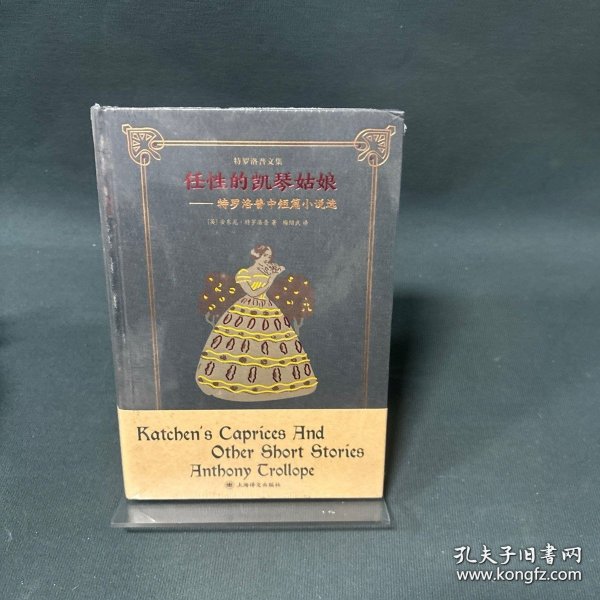 特罗洛普文集
任性的凯琴姑娘
——特罗洛普中短篇小说选
[英] 安东尼·特罗洛普 著 杨绍武 译
Katchen's Caprices And
Other Short Stories
Anthony Trollope
上海译文出版社
孔夫子旧书网
www.kongfz.com